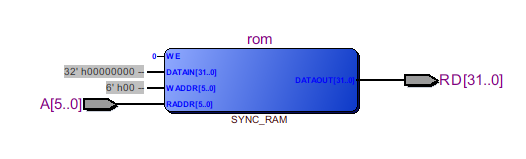 rom
0 WE
32' h00000000 DATAIN[31..0]
DATAOUT[31..0] RD[31..0]
6' h00 WADDR[5..0]
A[5..0] RADDR[5..0]
SYNC_RAM